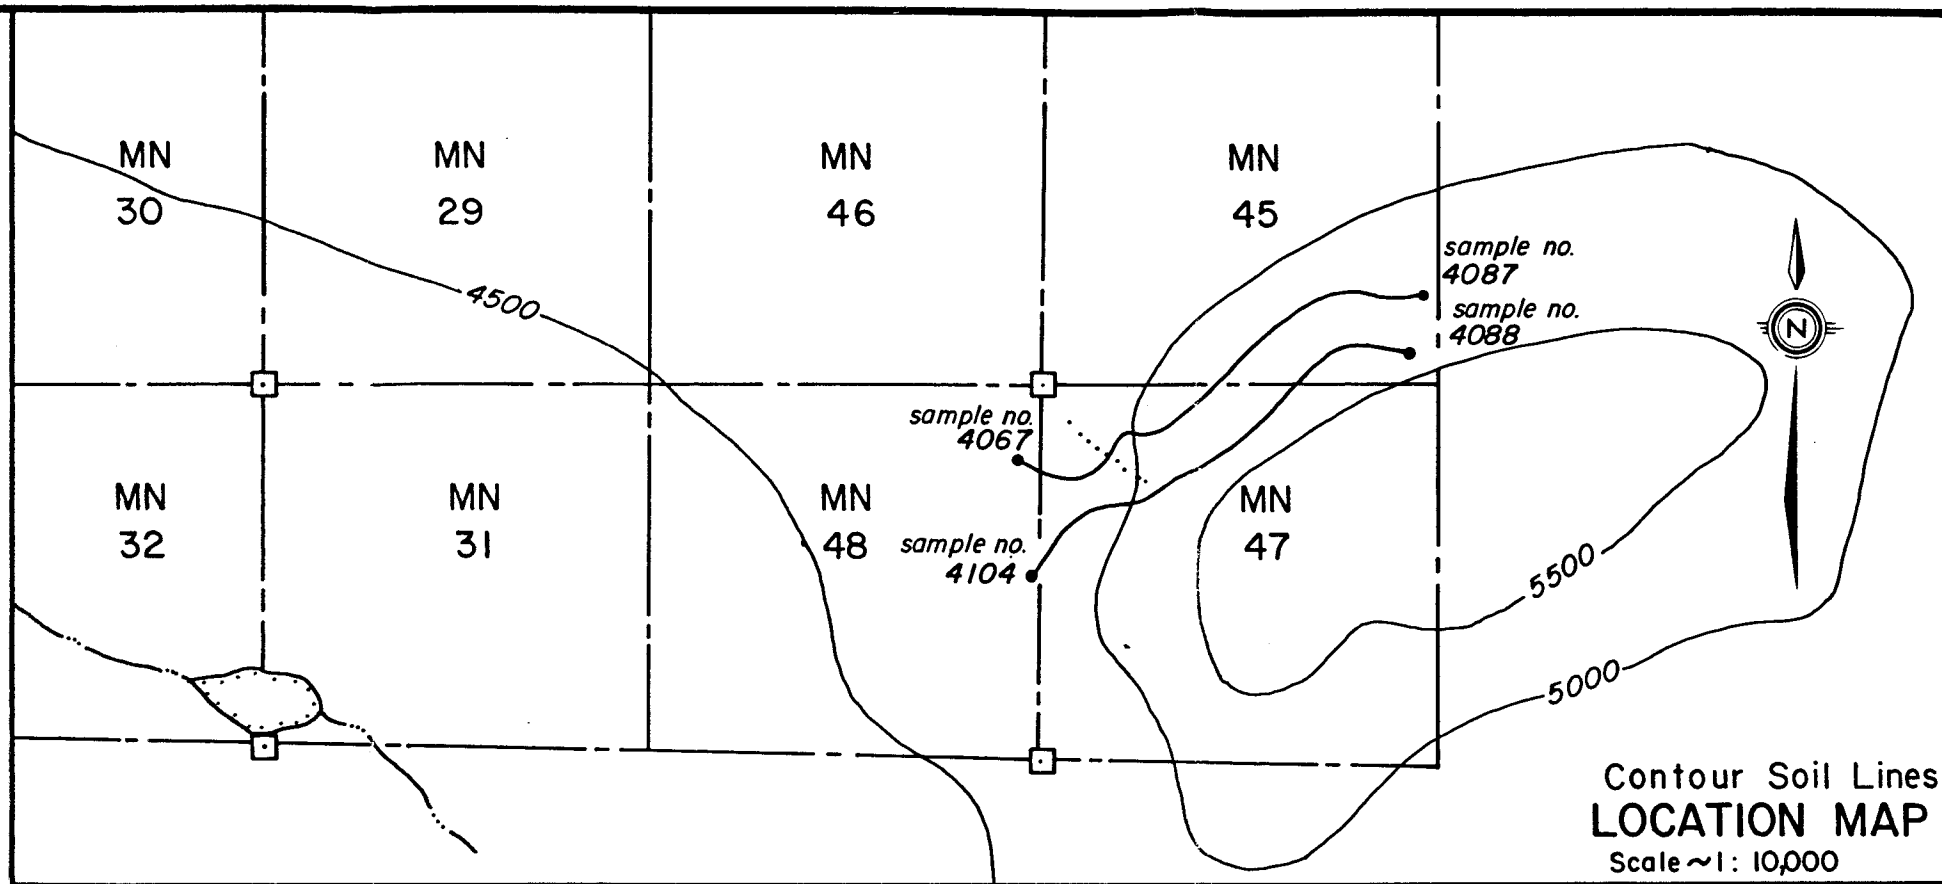 MN
30
MN
29
MN
46
MN
45
4500
sample no.
4087
sample no.
4088
N
sample no.
4067
MN
32
MN
31
MN
48
sample no.
4104
MN
47
5500
5000
Contour Soil Lines
LOCATION MAP
Scale ~1: 10,000